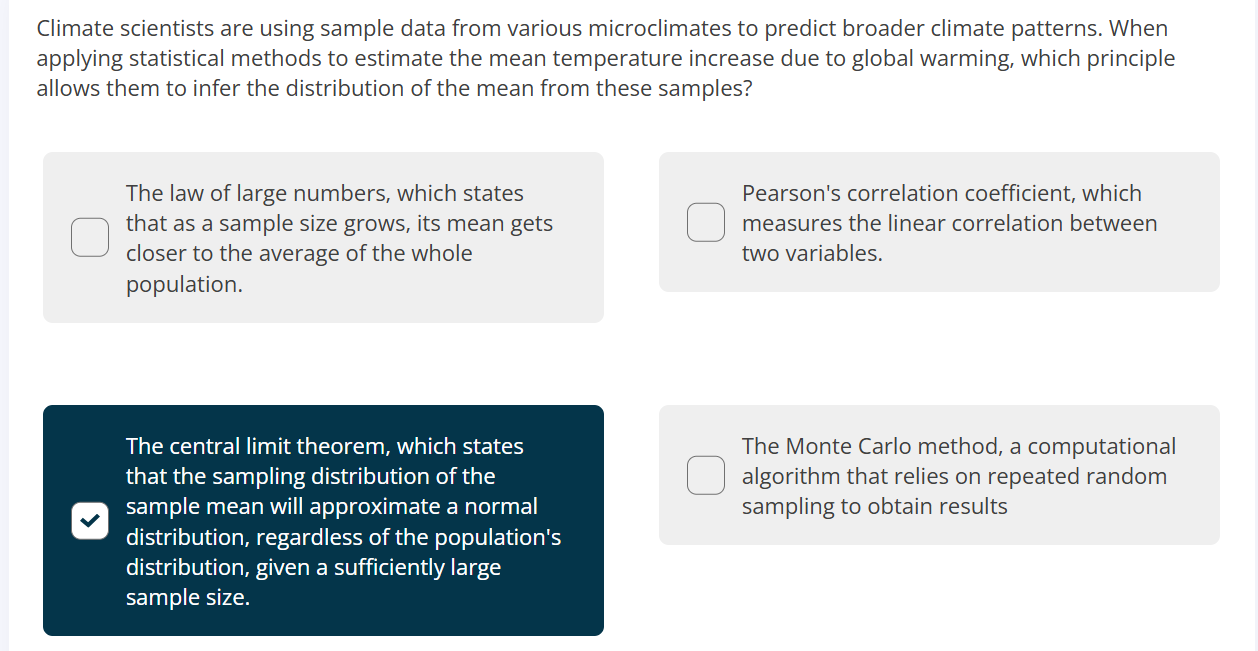 Climate scientists are using sample data from various microclimates to predict broader climate patterns. When
applying statistical methods to estimate the mean temperature increase due to global warming, which principle
allows them to infer the distribution of the mean from these samples?
The law of large numbers, which states
that as a sample size grows, its mean gets
closer to the average of the whole
population.
Pearson's correlation coefficient, which
measures the linear correlation between
two variables.
The central limit theorem, which states
that the sampling distribution of the
sample mean will approximate a normal
distribution, regardless of the population's
distribution, given a sufficiently large
sample size.
The Monte Carlo method, a computational
algorithm that relies on repeated random
sampling to obtain results